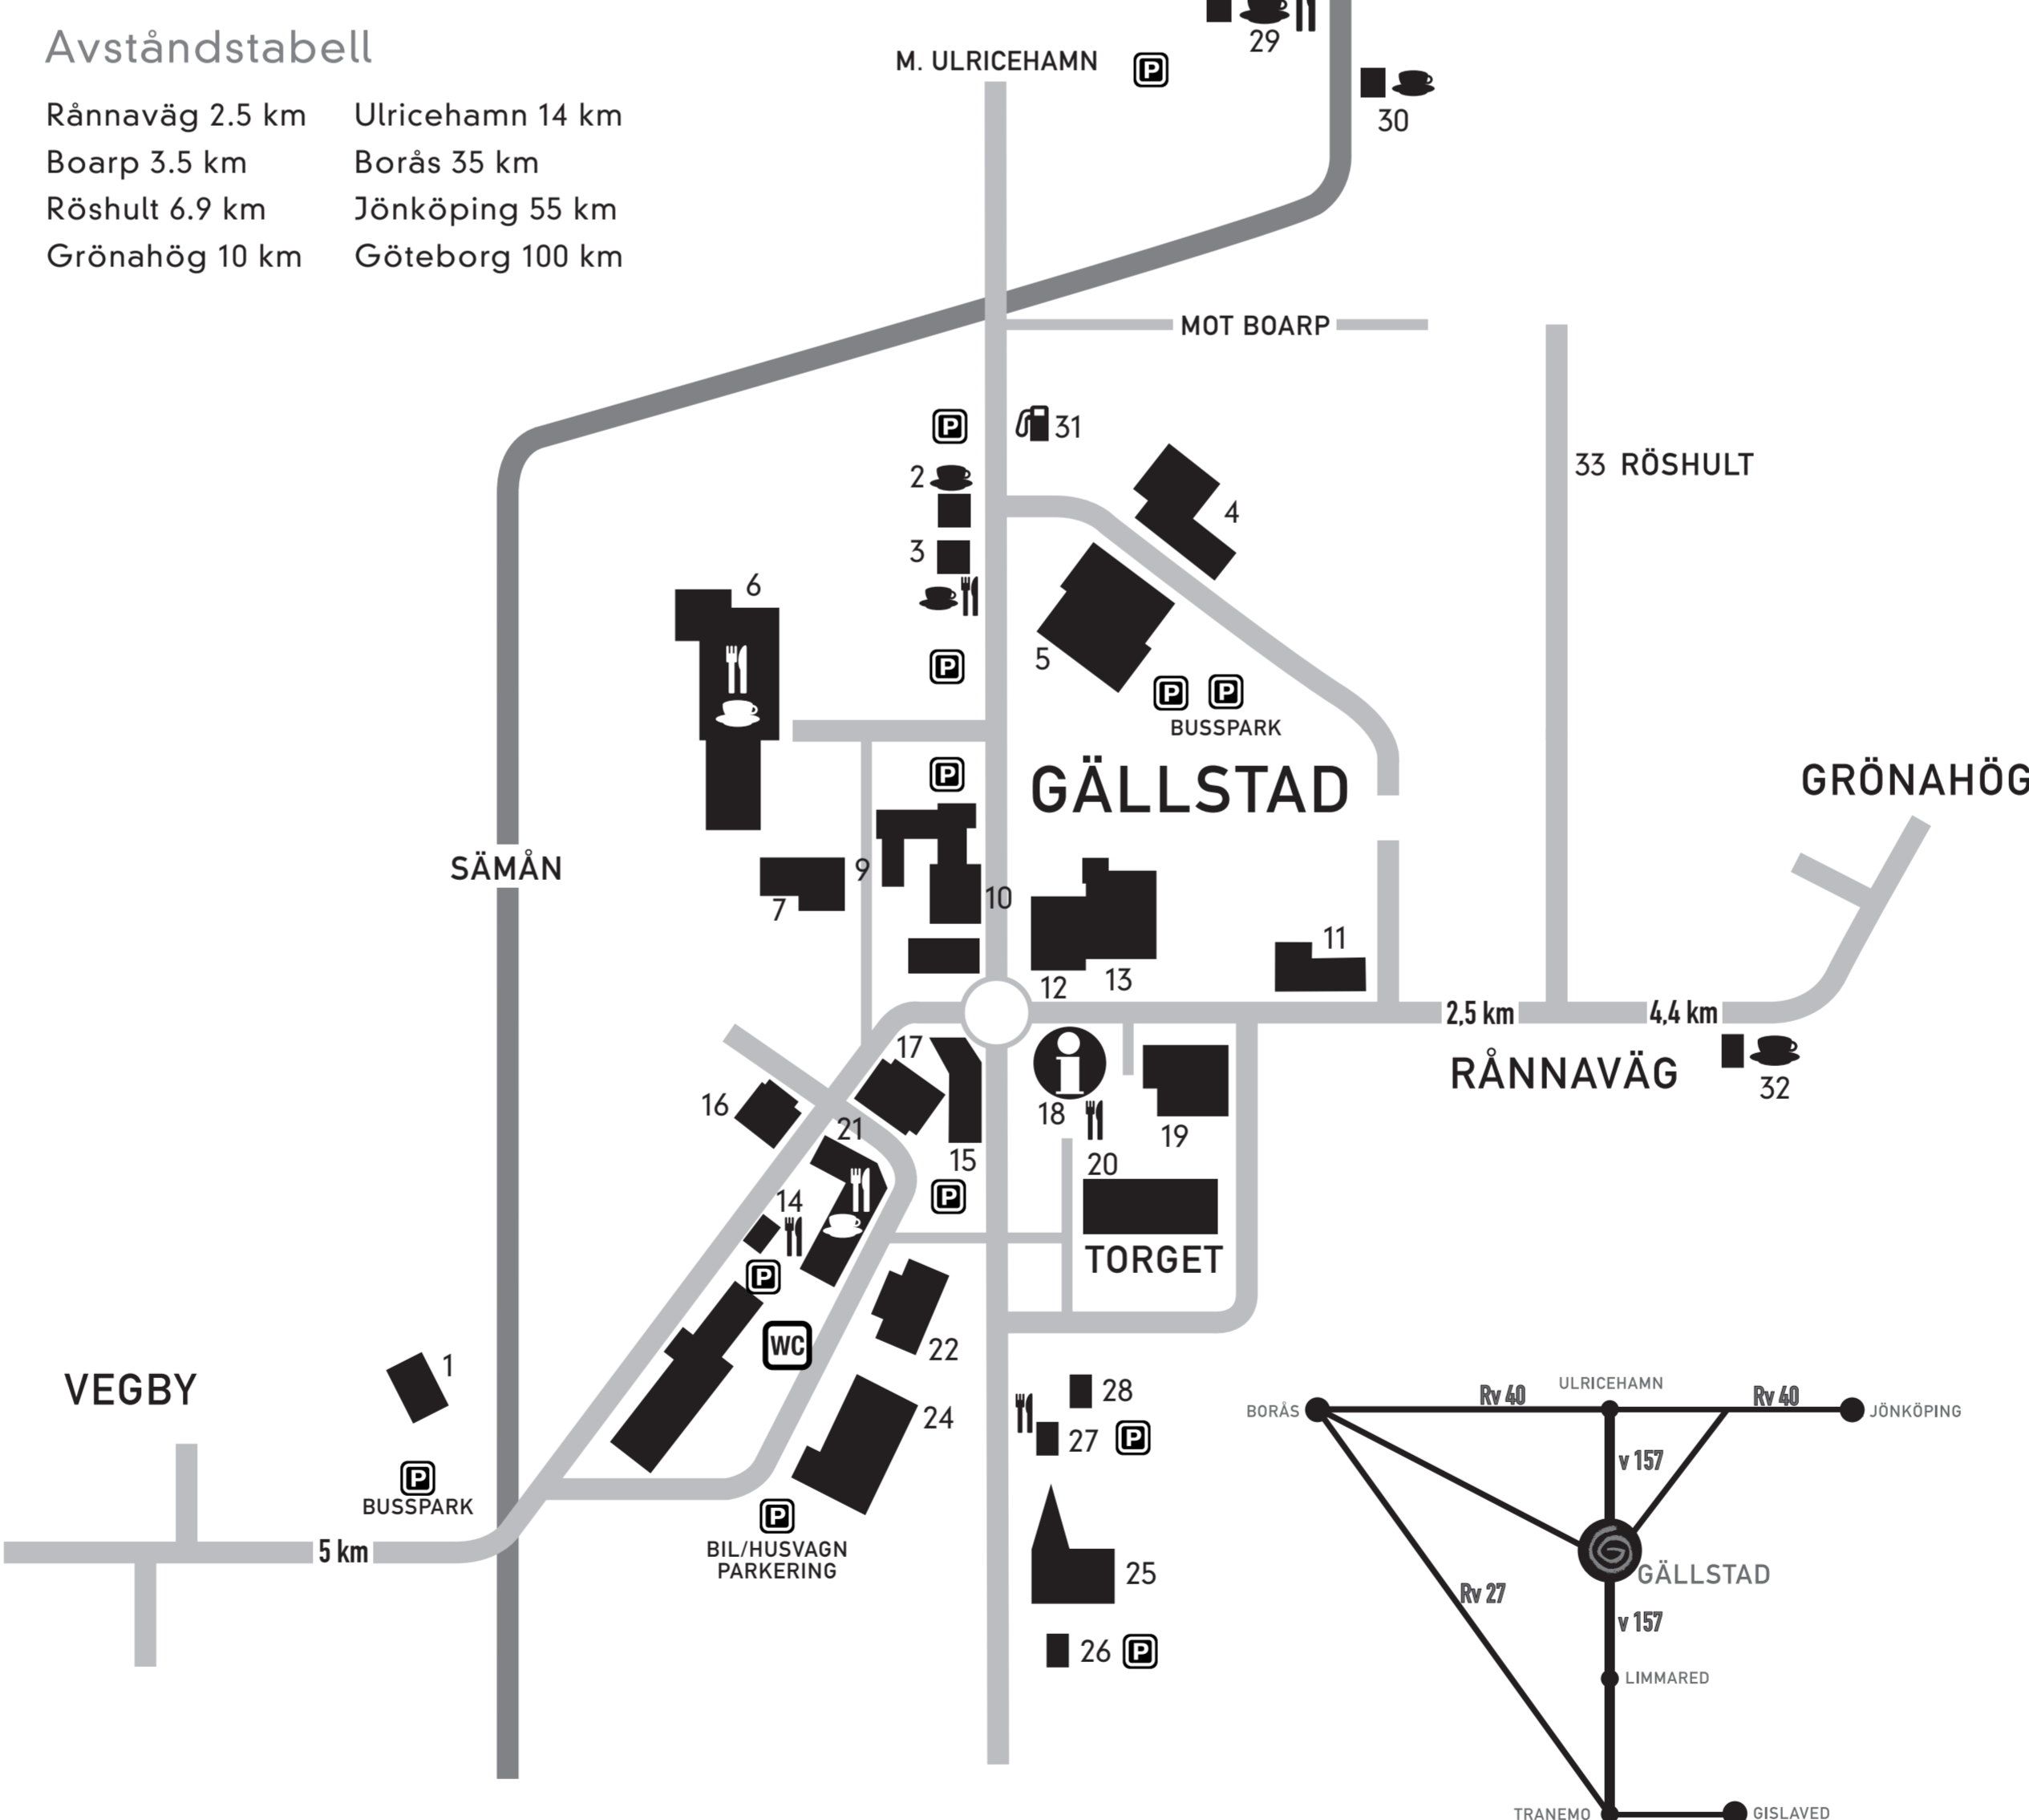 Avståndstabell
Rånnaväg 2.5 km
Boarp 3.5 km
Röshult 6.9 km
Grönahög 10 km
Ulricehamn 14 km
Borås 35 km
Jönköping 55 km
Göteborg 100 km
29
M. ULRICEHAMN
P
30
MOT BOARP
P
31
2
33 RÖSHULT
4
3
6
5
P
P P
BUSSPARK
P
GÄLLSTAD
GRÖNAHÖG
SÄMÅN
9
7
10
11
13
12
2,5 km
4,4 km
17
i
RÅNNAVÄG
32
16
18
21
19
15
20
14
P
TORGET
P
WC
22
1
VEGBY
28
24
27 P
P
BUSSPARK
P
BIL/HUSVAGN
PARKERING
5 km
25
26 P
ULRICEHAMN
Rv 40
Rv 40
BORÅS
JÖNKÖPING
v 157
G
GÄLLSTAD
Rv 27
v 157
LIMMARED
TRANEMO
GISLAVED